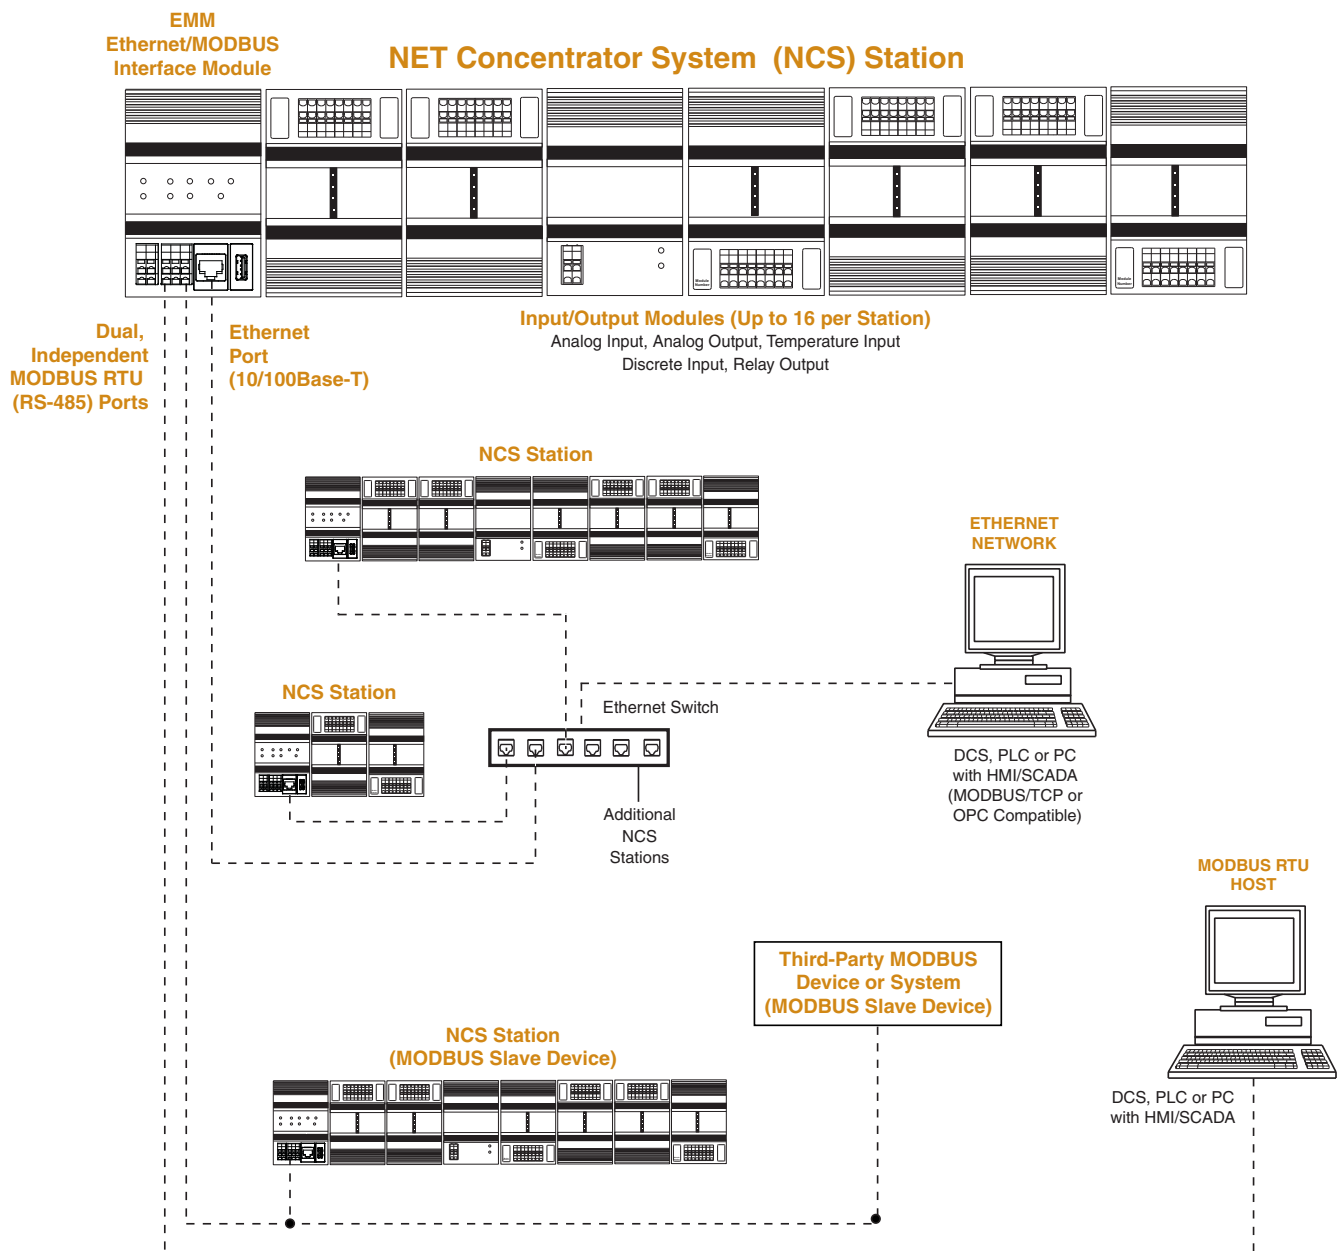 EMM
Ethernet/MODBUS
Interface Module
NET Concentrator System (NCS) Station
Module
Number
Module
Number
Dual,
Independent
MODBUS RTU
(RS-485) Ports
Ethernet
Port
(10/100Base-T)
Input/Output Modules (Up to 16 per Station)
Analog Input, Analog Output, Temperature Input
Discrete Input, Relay Output
NCS Station
ETHERNET
NETWORK
NCS Station
Ethernet Switch
DCS, PLC or PC
with HMI/SCADA
(MODBUS/TCP or
OPC Compatible)
Additional
NCS
Stations
MODBUS RTU
HOST
Third-Party MODBUS
Device or System
(MODBUS Slave Device)
NCS Station
(MODBUS Slave Device)
DCS, PLC or PC
with HMI/SCADA